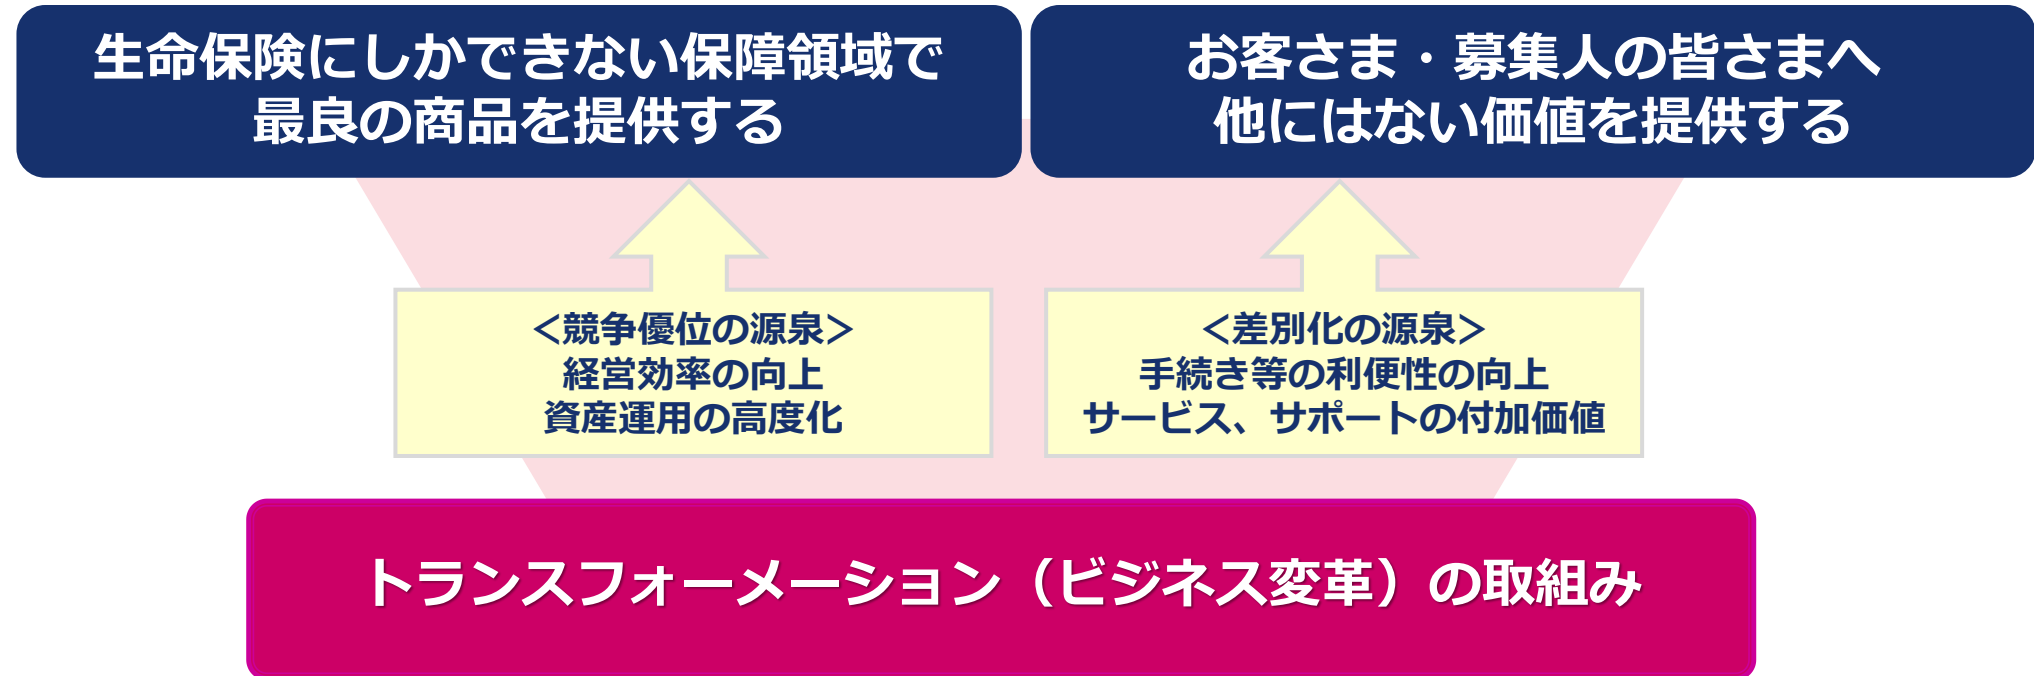 生命保険にしかできない保障領域で
最良の商品を提供する
お客さま・募集人の皆さまへ
他にはない価値を提供する
＜競争優位の源泉＞
経営効率の向上
資産運用の高度化
＜差別化の源泉＞
手続き等の利便性の向上
サービス、サポートの付加価値
トランスフォーメーション（ビジネス変革）の取組み